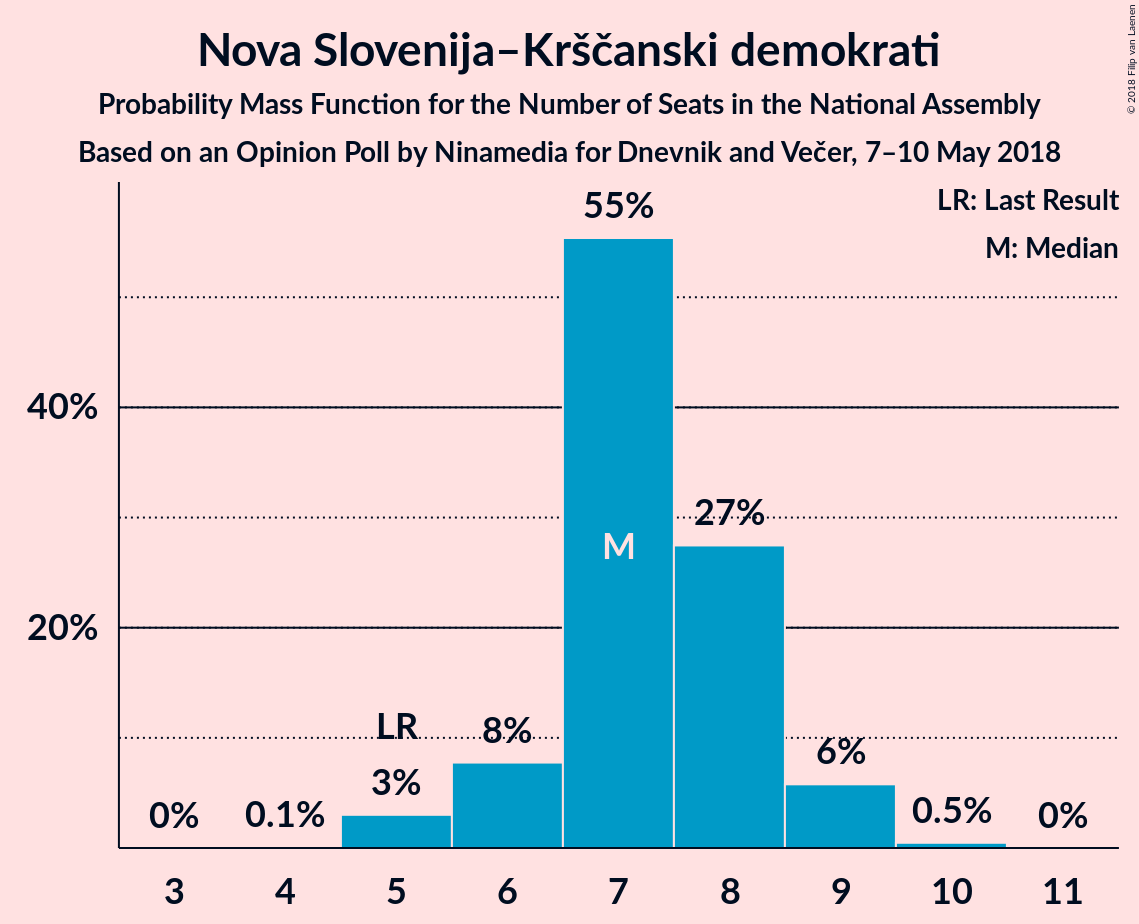 Nova Slovenija–Krščanski demokrati
Probability Mass Function for the Number of Seats in the National Assembly
Based on an Opinion Poll by Ninamedia for Dnevnik and Večer, 7–10 May 2018
© 2018 Filip van Laenen
LR: Last Result
M: Median
55%
40%
27%
M
20%
LR
8%
6%
3%
0%
0.1%
0.5%
0%
3 4 5 6 7 8 9 10 11